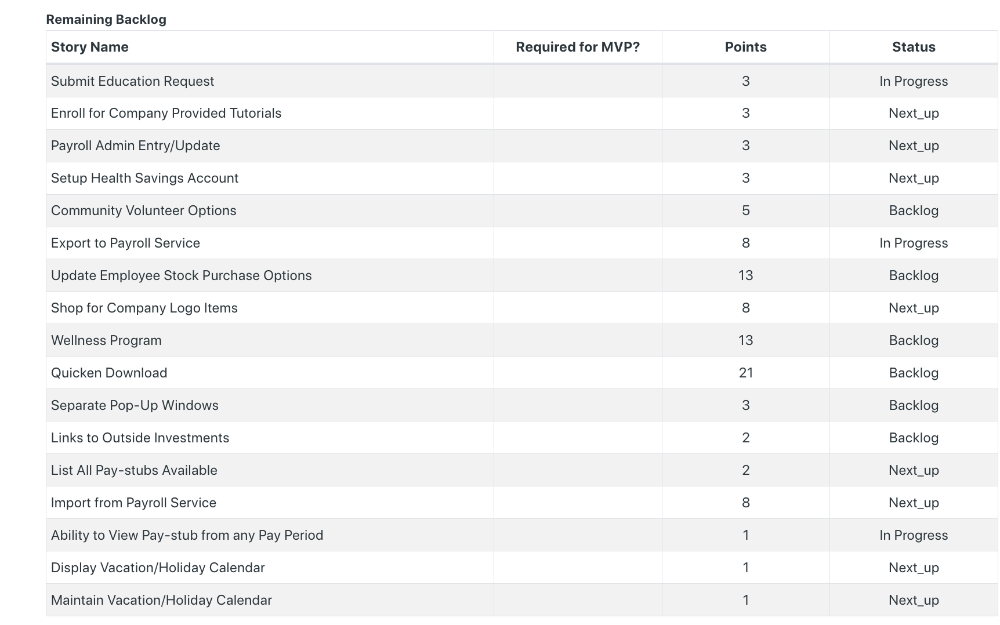 Remaining Backlog
Story Name Required for MVP? Points Status
Submit Education Request 3 In Progress
Enroll for Company Provided Tutorials 3 Next_up
Payroll Admin Entry/Update 3 Next_up
Setup Health Savings Account 3 Next_up
Community Volunteer Options 5 Backlog
Export to Payroll Service 8 In Progress
Update Employee Stock Purchase Options 13 Backlog
Shop for Company Logo Items 8 Next_up
Wellness Program 13 Backlog
Quicken Download 21 Backlog
Separate Pop-Up Windows 3 Backlog
Links to Outside Investments 2 Backlog
List All Pay-stubs Available 2 Next_up
Import from Payroll Service 8 Next_up
Ability to View Pay-stub from any Pay Period 1 In Progress
Display Vacation/Holiday Calendar 1 Next_up
Maintain Vacation/Holiday Calendar 1 Next_up